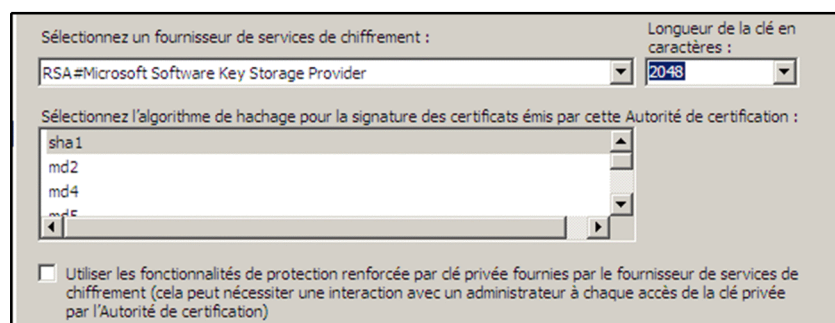 Sélectionnez un fournisseur de services de chiffrement :
Longueur de la clé en
caractères :
RSA#Microsoft Software Key Storage Provider
2048
Sélectionnez l'algorithme de hachage pour la signature des certificats émis par cette Autorité de certification :
sha1
md2
md4
md5
Utiliser les fonctionnalités de protection renforcée par clé privée fournies par le fournisseur de services de
chiffrement (cela peut nécessiter une interaction avec un administrateur à chaque accès de la clé privée
par l'Autorité de certification)